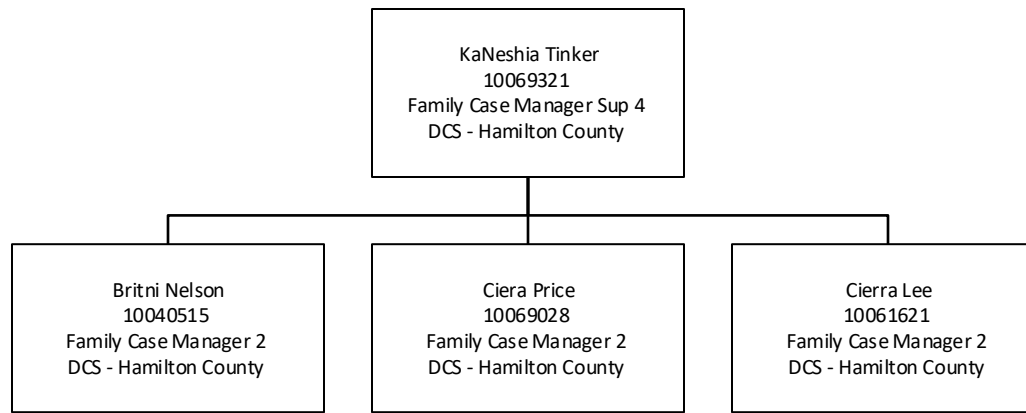 KaNeshia Tinker
10069321
Family Case Manager Sup 4
DCS - Hamilton County
Britni Nelson
10040515
Family Case Manager 2
DCS - Hamilton County
Ciera Price
10069028
Family Case Manager 2
DCS - Hamilton County
Cierra Lee
10061621
Family Case Manager 2
DCS - Hamilton County